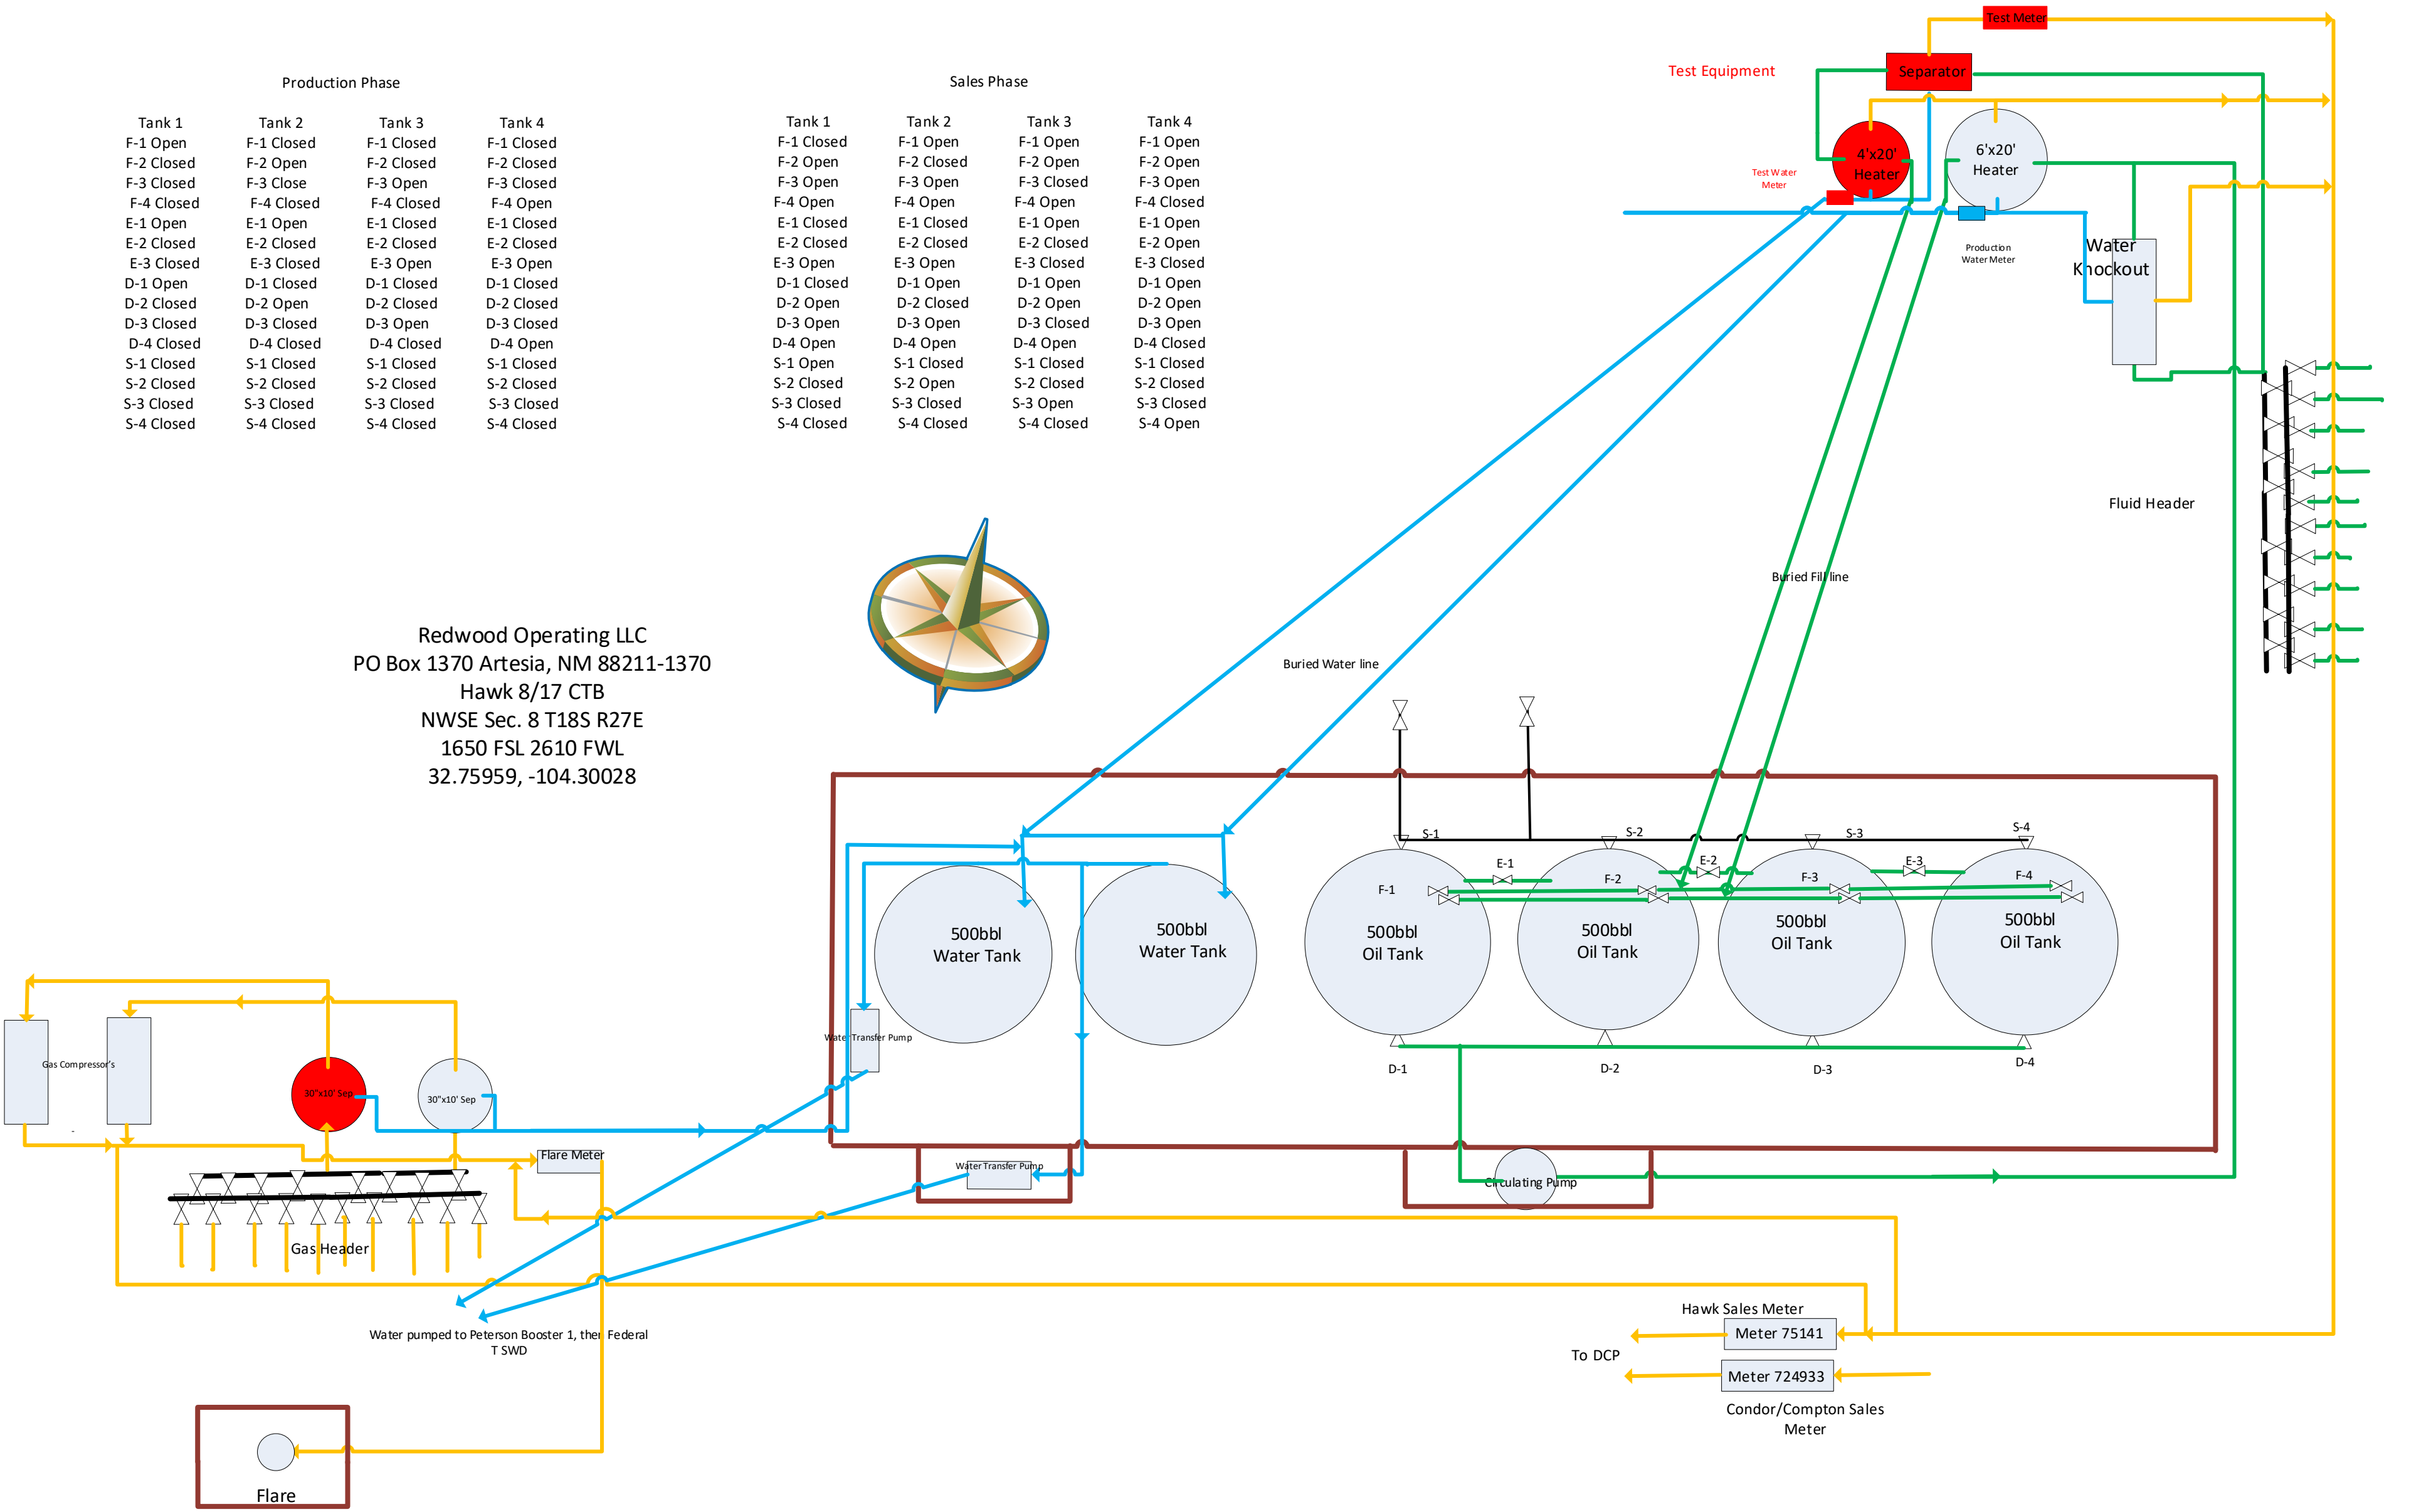 Test Meter
Test Equipment
Separator
Production Phase
Sales Phase
Tank 1 Tank 2 Tank 3 Tank 4
F-1 Open F-1 Closed F-1 Closed F-1 Closed
F-2 Closed F-2 Open F-2 Closed F-2 Closed
F-3 Closed F-3 Close F-3 Open F-3 Closed
F-4 Closed F-4 Closed F-4 Closed F-4 Open
E-1 Open E-1 Open E-1 Closed E-1 Closed
E-2 Closed E-2 Closed E-2 Closed E-2 Closed
E-3 Closed E-3 Closed E-3 Open E-3 Open
D-1 Open D-1 Closed D-1 Closed D-1 Closed
D-2 Closed D-2 Open D-2 Closed D-2 Closed
D-3 Closed D-3 Closed D-3 Open D-3 Closed
D-4 Closed D-4 Closed D-4 Closed D-4 Open
S-1 Closed S-1 Closed S-1 Closed S-1 Closed
S-2 Closed S-2 Closed S-2 Closed S-2 Closed
S-3 Closed S-3 Closed S-3 Closed S-3 Closed
S-4 Closed S-4 Closed S-4 Closed S-4 Closed
Tank 1 Tank 2 Tank 3 Tank 4
F-1 Closed F-1 Open F-1 Open F-1 Open
F-2 Open F-2 Closed F-2 Open F-2 Open
F-3 Open F-3 Open F-3 Closed F-3 Open
F-4 Open F-4 Open F-4 Open F-4 Closed
E-1 Closed E-1 Closed E-1 Open E-1 Open
E-2 Closed E-2 Closed E-2 Closed E-2 Open
E-3 Open E-3 Open E-3 Closed E-3 Closed
D-1 Closed D-1 Open D-1 Open D-1 Open
D-2 Open D-2 Closed D-2 Open D-2 Open
D-3 Open D-3 Open D-3 Closed D-3 Open
D-4 Open D-4 Open D-4 Open D-4 Closed
S-1 Open S-1 Closed S-1 Closed S-1 Closed
S-2 Closed S-2 Open S-2 Closed S-2 Closed
S-3 Closed S-3 Closed S-3 Open S-3 Closed
S-4 Closed S-4 Closed S-4 Closed S-4 Open
4'x20'
Heater
6'x20'
Heater
Test Water
Meter
Production
Water Meter
Water
Knockout
Fluid Header
Buried Fill line
Buried Water line
Redwood Operating LLC
PO Box 1370 Artesia, NM 88211-1370
Hawk 8/17 CTB
NWSE Sec. 8 T18S R27E
1650 FSL 2610 FWL
32.75959, -104.30028
S-1
S-2
S-3
S-4
E-1
E-2
E-3
F-1
F-2
F-3
F-4
500bbl
Water Tank
500bbl
Water Tank
500bbl
Oil Tank
500bbl
Oil Tank
500bbl
Oil Tank
500bbl
Oil Tank
D-1
D-2
D-3
D-4
Water Transfer Pump
Gas Compressor's
30"x10' Sep
30"x10' Sep
-
Flare Meter
Water Transfer Pump
Circulating Pump
Gas Header
Water pumped to Peterson Booster 1, then Federal
T SWD
Hawk Sales Meter
Meter 75141
To DCP
Meter 724933
Condor/Compton Sales
Meter
Flare